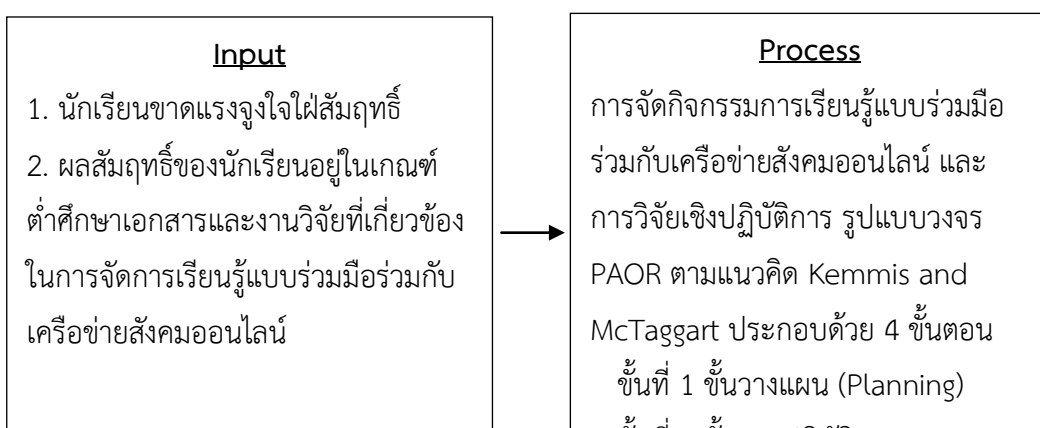 Input
1. นักเรียนขาดแรงจูงใจใฝ่สัมฤทธิ์
2. ผลสัมฤทธิ์ของนักเรียนอยู่ในเกณฑ์
ต่ำศึกษาเอกสารและงานวิจัยที่เกี่ยวข้อง
ในการจัดการเรียนรู้แบบร่วมมือร่วมกับ
เครือข่ายสังคมออนไลน์
Process
การจัดกิจกรรมการเรียนรู้แบบร่วมมือ
ร่วมกับเครือข่ายสังคมออนไลน์ และ
การวิจัยเชิงปฏิบัติการ รูปแบบวงจร
PAOR ตามแนวคิด Kemmis and
McTaggart ประกอบด้วย 4 ขั้นตอน
ขั้นที่ 1 ขั้นวางแผน (Planning)